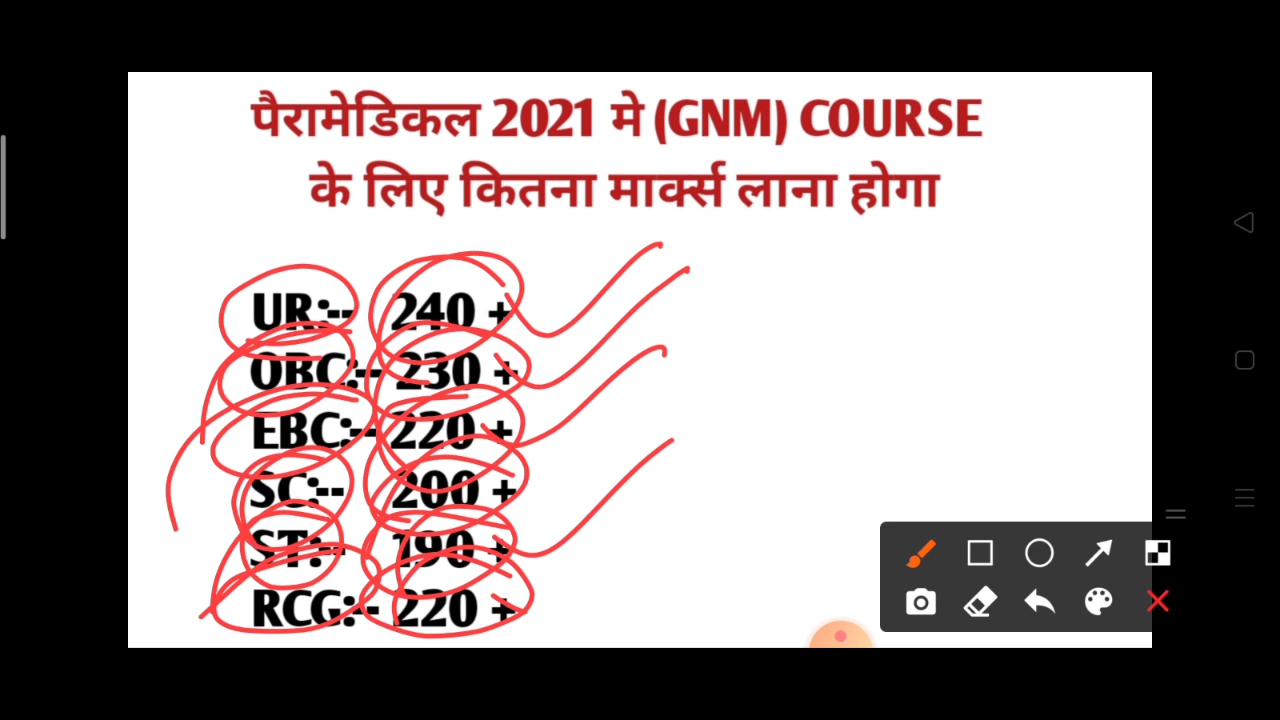 पैरामेडिकल 2021 मे (GNM) COURSE
के लिए कितना मार्क्स लाना होगा
UR:-- 240 +
OBC:-- 230 +
EBC:-- 220 +
SC:-- 200 +
ST:-- 190 +
RCG:-- 220 +